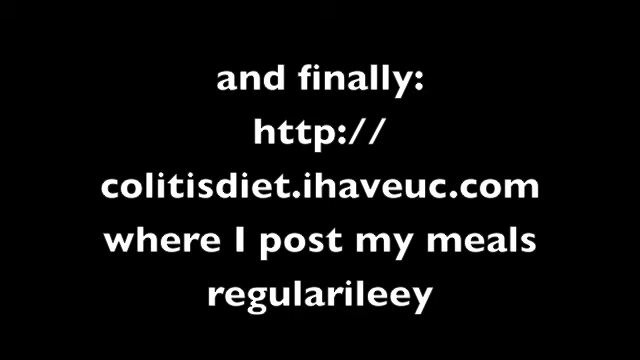 and finally:
http://
colitisdiet.ihaveuc.com
where I post my meals
regularileey